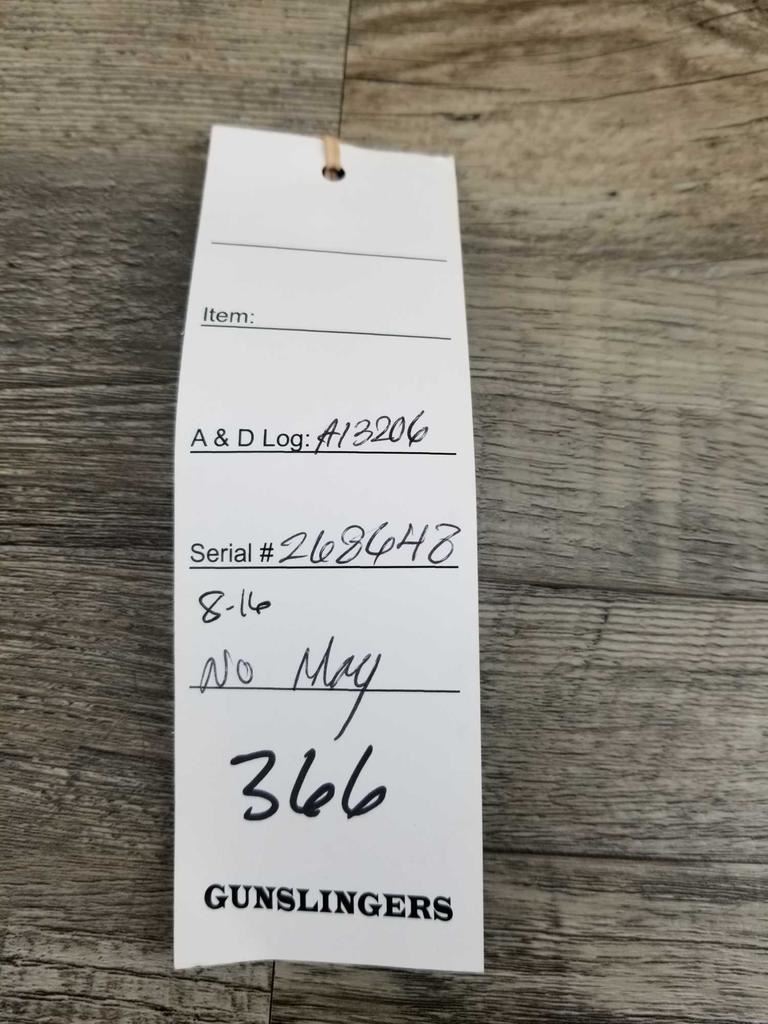 Item:
A & D Log: A13206
Serial # 268648
8-16
No Mag
366
GUNSLINGERS